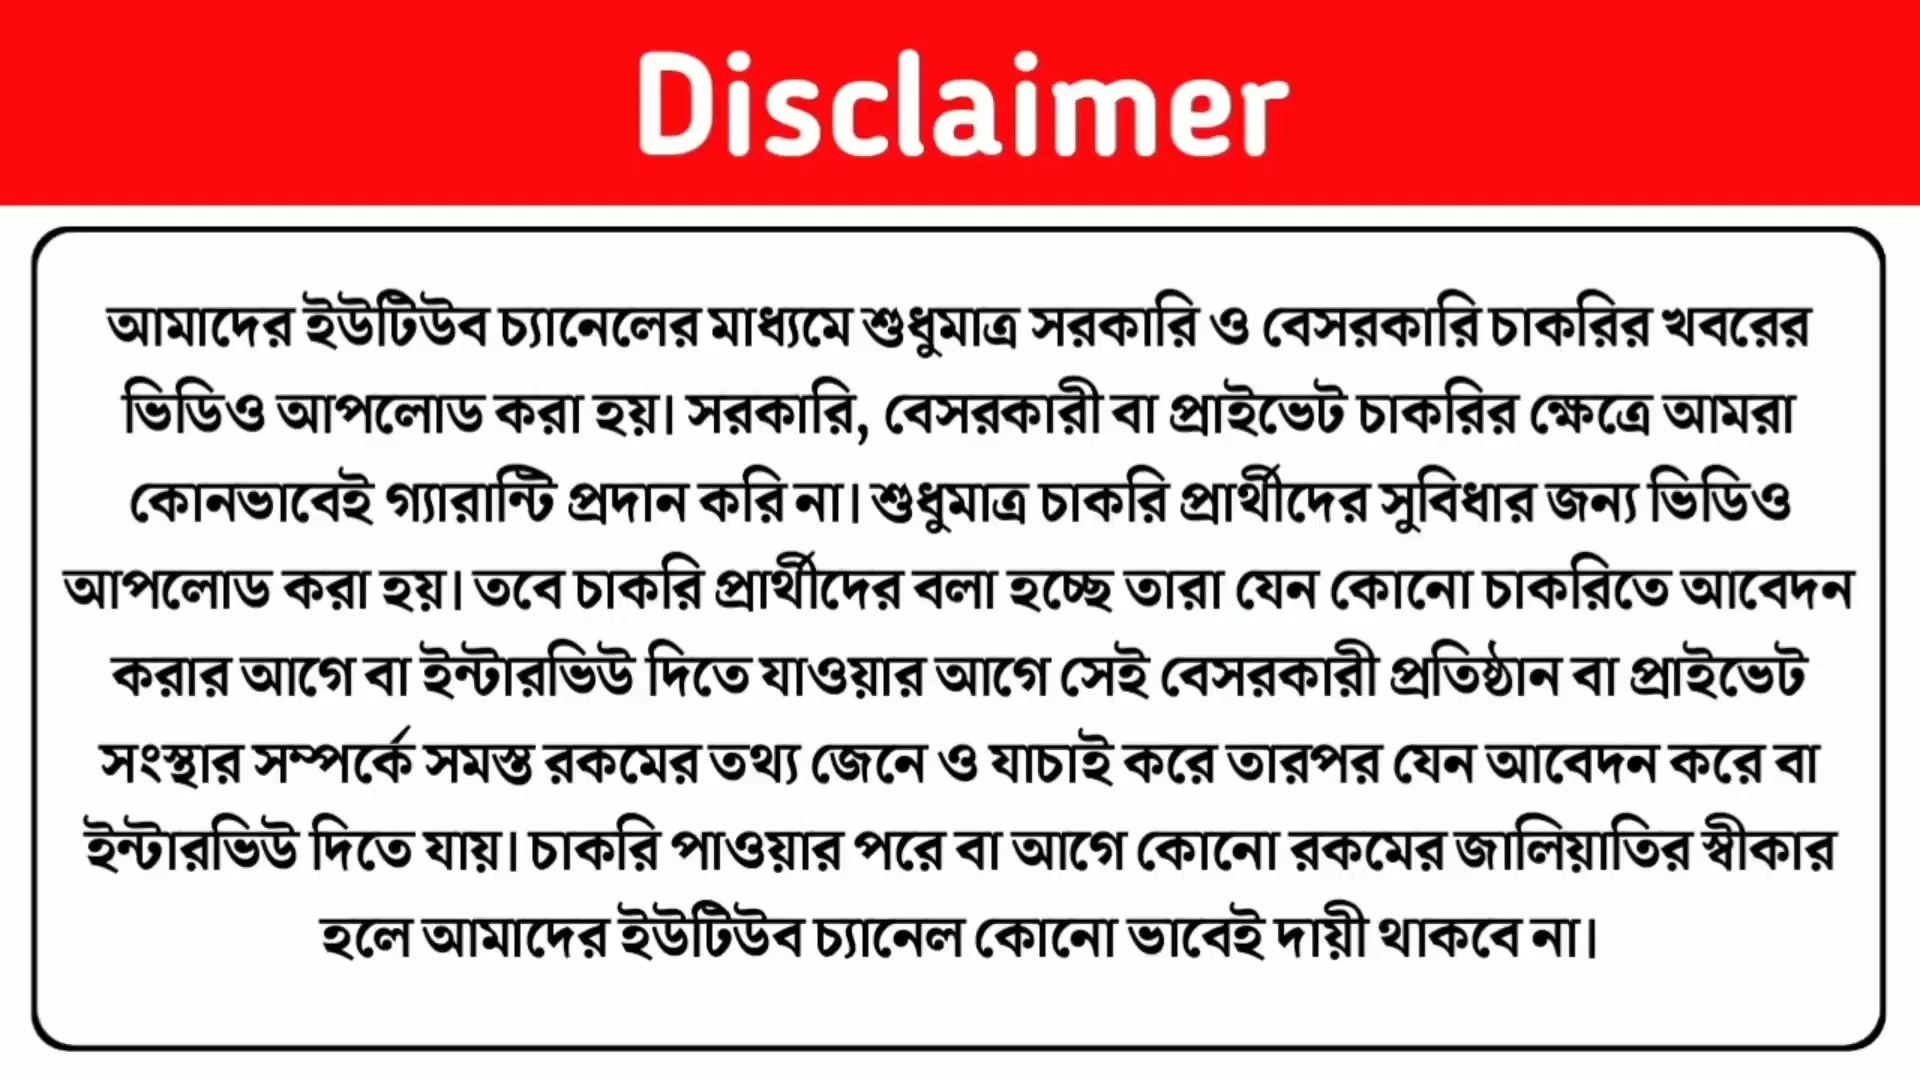 Disclaimer
আমাদের ইউটিউব চ্যানেলের মাধ্যমে শুধুমাত্র সরকারি ও বেসরকারি চাকরির খবরের
ভিডিও আপলোড করা হয়। সরকারি, বেসরকারী বা প্রাইভেট চাকরির ক্ষেত্রে আমরা
কোনভাবেই গ্যারান্টি প্রদান করি না। শুধুমাত্র চাকরি প্রার্থীদের সুবিধার জন্য ভিডিও
আপলোড করা হয়। তবে চাকরি প্রার্থীদের বলা হচ্ছে তারা যেন কোনো চাকরিতে আবেদন
করার আগে বা ইন্টারভিউ দিতে যাওয়ার আগে সেই বেসরকারী প্রতিষ্ঠান বা প্রাইভেট
সংস্থার সম্পর্কে সমস্ত রকমের তথ্য জেনে ও যাচাই করে তারপর যেন আবেদন করে বা
ইন্টারভিউ দিতে যায়। চাকরি পাওয়ার পরে বা আগে কোনো রকমের জালিয়াতির স্বীকার
হলে আমাদের ইউটিউব চ্যানেল কোনো ভাবেই দায়ী থাকবে না।